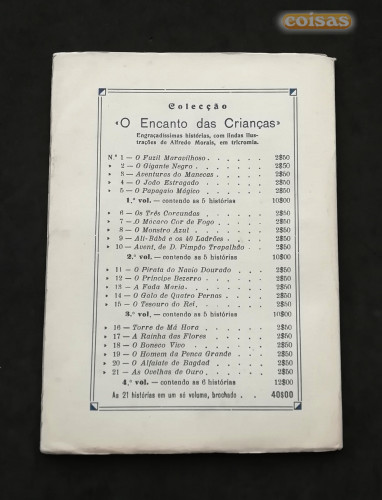 coisas
Colecção
«O Encanto das Crianças»
Engraçadíssimas histórias, com lindas ilus-
trações de Alfredo Morais, em tricromia.
N.º 1 — O Fuzil Maravilhoso . . . . . 2$50
» 2 — O Gigante Negro . . . . . . 2$50
» 3 — Aventuras do Manecas . . . . . 2$50
» 4 — O João Estragado . . . . . . 2$50
» 5 — O Papagaio Mágico . . . . . . 2$50
1.º vol. — contendo as 5 histórias 10$00
» 6 — Os Três Corcundas . . . . . . 2$50
» 7 — O Macaco Cor de Fogo . . . . . 2$50
» 8 — O Monstro Azul . . . . . . 2$50
» 9 — Ali-Bábá e os 40 Ladrões . . . . 2$50
» 10 — Avent. de D. Pimpão Trapalhão . . 2$50
2.º vol. — contendo as 5 histórias 10$00
» 11 — O Pirata do Navio Dourado . . . . 2$50
» 12 — O Príncipe Bezerro . . . . . . 2$50
» 13 — A Fada Maria . . . . . . . 2$50
» 14 — O Galo de Quatro Pernas . . . . 2$50
» 15 — O Tesouro do Rei . . . . . . 2$50
3.º vol. — contendo as 5 histórias 10$00
» 16 — Torre de Má Hora . . . . . . 2$50
» 17 — A Rainha das Flores . . . . . 2$50
» 18 — O Boneco Vivo . . . . . . . 2$50
» 19 — O Homem da Penca Grande . . . . 2$50
» 20 — O Alfaiate de Bagdad . . . . . 2$50
» 21 — As Ovelhas de Ouro . . . . . . 2$50
4.º vol. — contendo as 6 histórias 12$00
As 21 histórias em um só volume, brochado . . 40$00